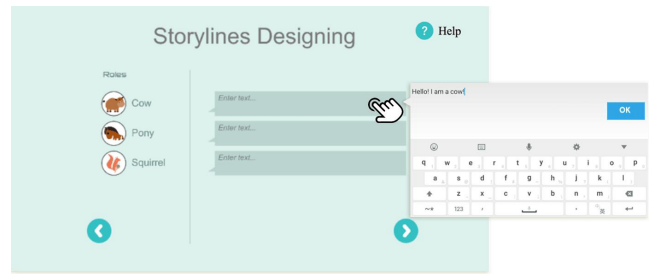 Storylines Designing
? Help
Roles
Cow
Enter text...
Pony
Enter text...
Squirrel
Enter text...
Hello! I am a cow!
OK
q w e r t y u i o p
a s d f g h j k l
z x c v b n m
123 , .